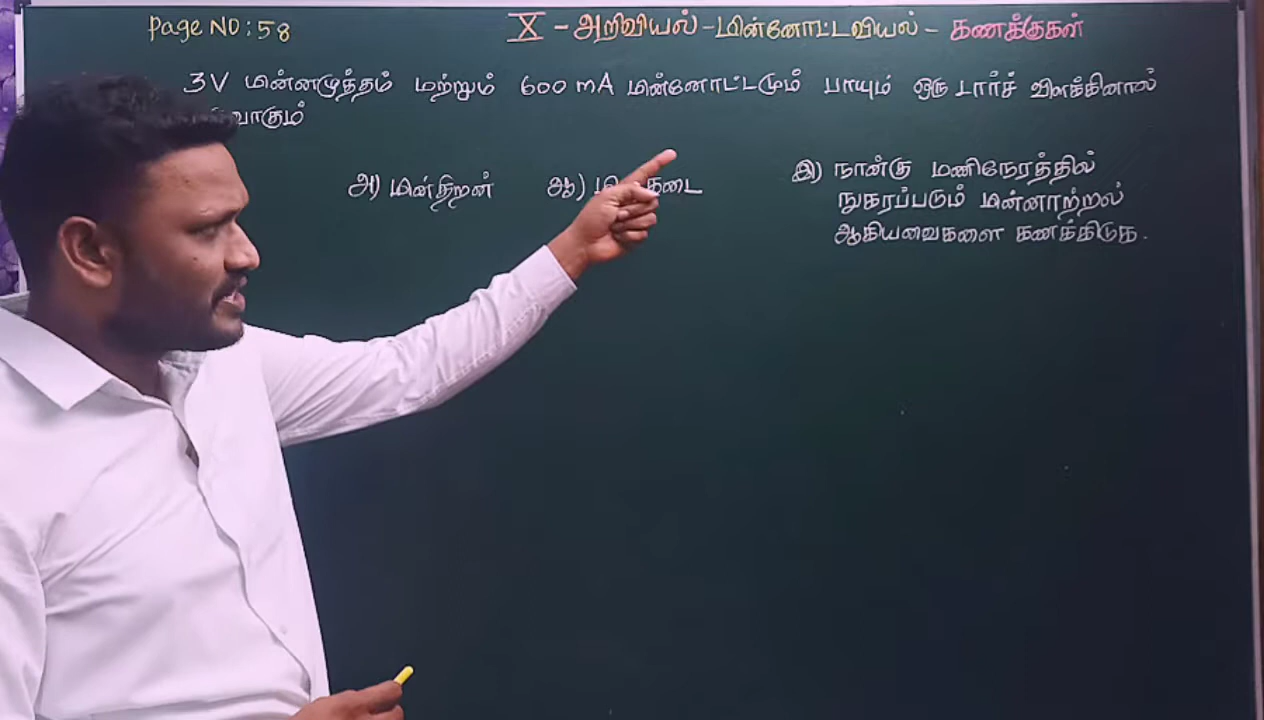 Page NO: 58
X - அறிவியல் - மின்னோட்டவியல் - கணக்குகள்
3V மின்னழுத்தம் மற்றும் 600 mA மின்னோட்டமும் பாயும் ஒரு டார்ச் விளக்கினால்
அ) மின்திறன் ஆ)
இ) நான்கு மணிநேரத்தில்
நுகரப்படும் மின்னாற்றல்
ஆகியவைகளை கணக்கிடுக.